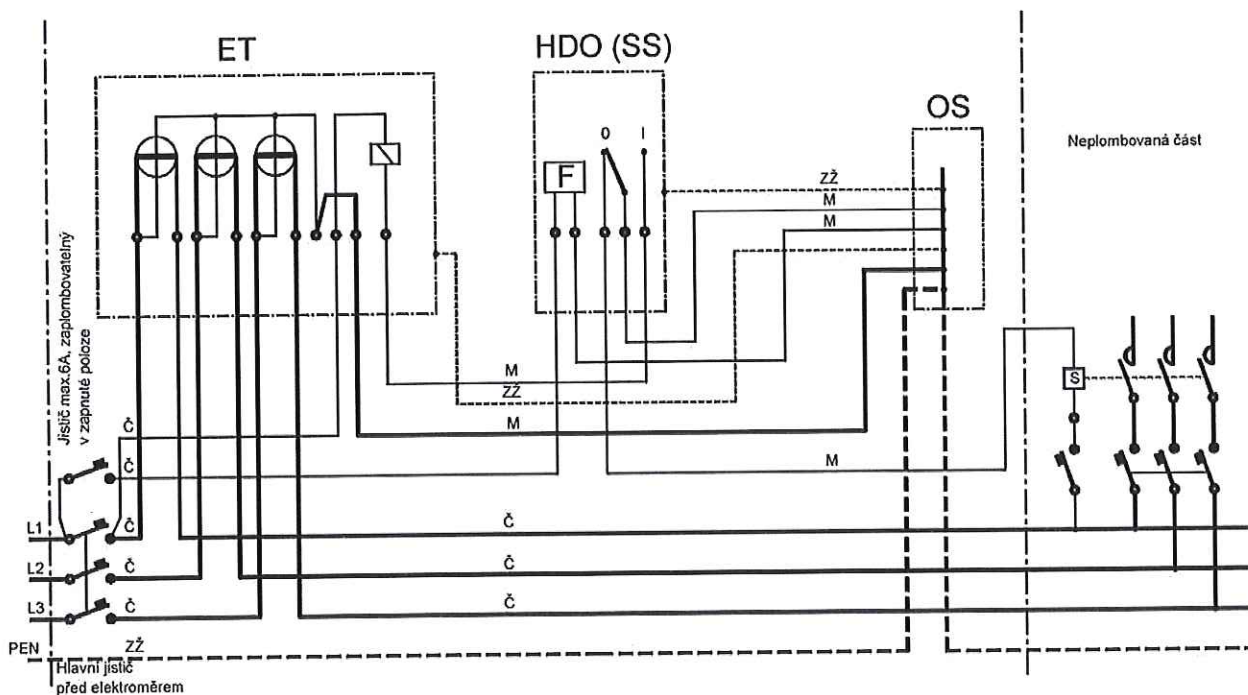 ET
HDO (SS)
OS
Neplombovaná část
0
I
F
ZŽ
M
M
Jistič max.6A, zaplombovatelný
v zapnuté poloze
M
ZŽ
M
M
S
Č
Č
L1
Č
Č
L2
Č
Č
L3
Č
Č
PEN
ZŽ
Hlavní jistič
před elektroměrem